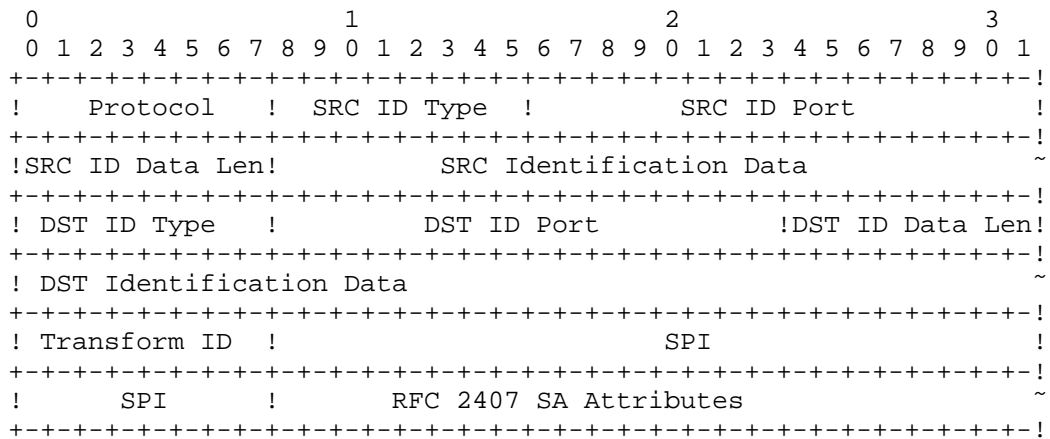 0                   1                   2                   3
 0 1 2 3 4 5 6 7 8 9 0 1 2 3 4 5 6 7 8 9 0 1 2 3 4 5 6 7 8 9 0 1
+-+-+-+-+-+-+-+-+-+-+-+-+-+-+-+-+-+-+-+-+-+-+-+-+-+-+-+-+-+-+-+-!
!    Protocol   !  SRC ID Type  !         SRC ID Port           !
+-+-+-+-+-+-+-+-+-+-+-+-+-+-+-+-+-+-+-+-+-+-+-+-+-+-+-+-+-+-+-+-!
!SRC ID Data Len!          SRC Identification Data              ~
+-+-+-+-+-+-+-+-+-+-+-+-+-+-+-+-+-+-+-+-+-+-+-+-+-+-+-+-+-+-+-+-!
! DST ID Type   !         DST ID Port           !DST ID Data Len!
+-+-+-+-+-+-+-+-+-+-+-+-+-+-+-+-+-+-+-+-+-+-+-+-+-+-+-+-+-+-+-+-!
! DST Identification Data                                       ~
+-+-+-+-+-+-+-+-+-+-+-+-+-+-+-+-+-+-+-+-+-+-+-+-+-+-+-+-+-+-+-+-!
! Transform ID  !                        SPI                    !
+-+-+-+-+-+-+-+-+-+-+-+-+-+-+-+-+-+-+-+-+-+-+-+-+-+-+-+-+-+-+-+-!
!      SPI      !       RFC 2407 SA Attributes                  ~
+-+-+-+-+-+-+-+-+-+-+-+-+-+-+-+-+-+-+-+-+-+-+-+-+-+-+-+-+-+-+-+-!